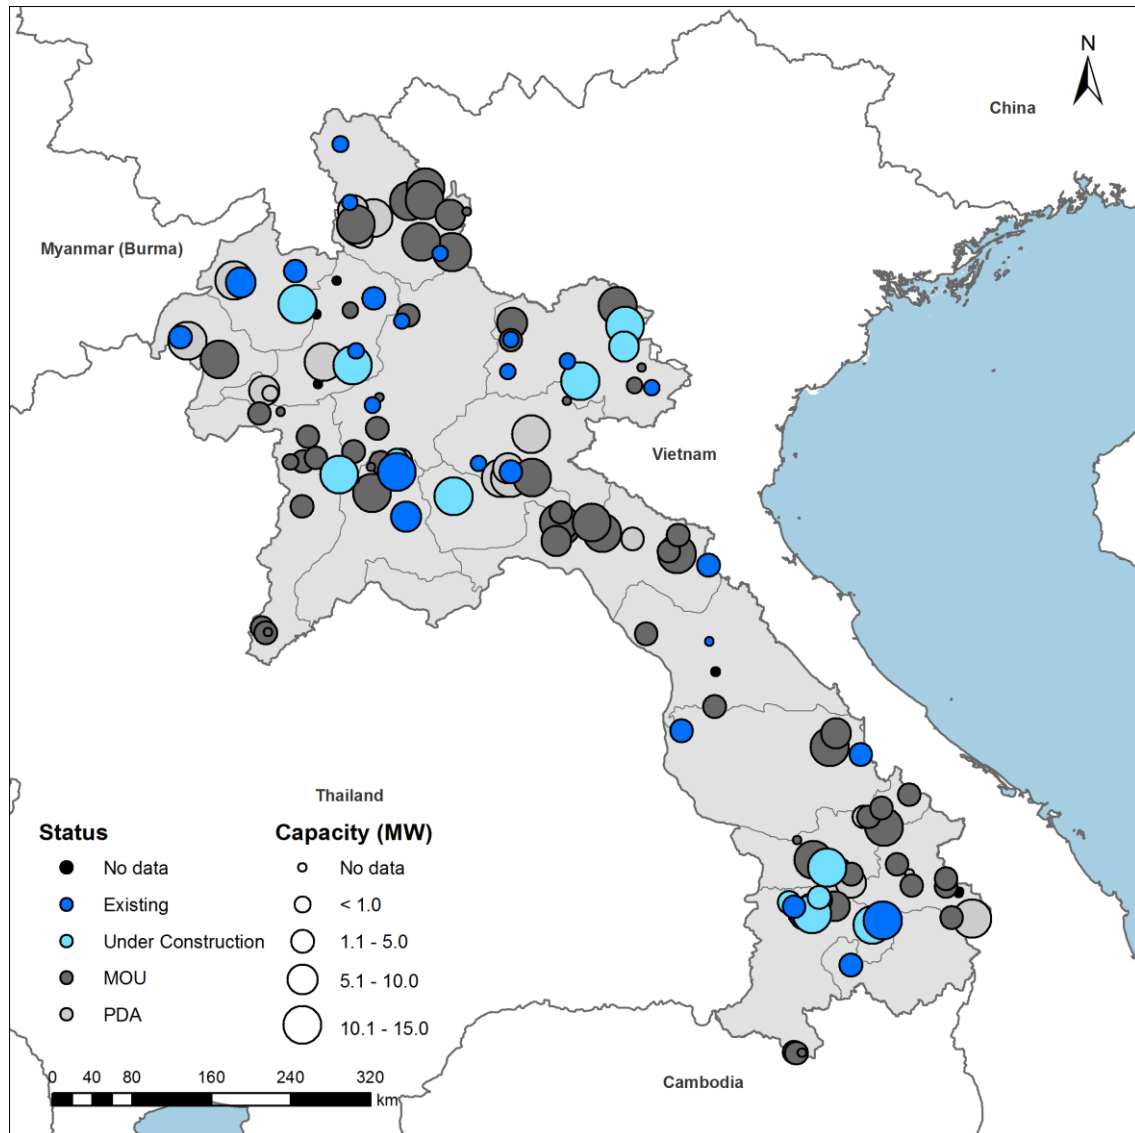 N
China
Myanmar (Burma)
Vietnam
Thailand
Status
Capacity (MW)
No data
No data
Existing
< 1.0
Under Construction
1.1 - 5.0
MOU
5.1 - 10.0
PDA
10.1 - 15.0
0 40 80 160 240 320
km
Cambodia